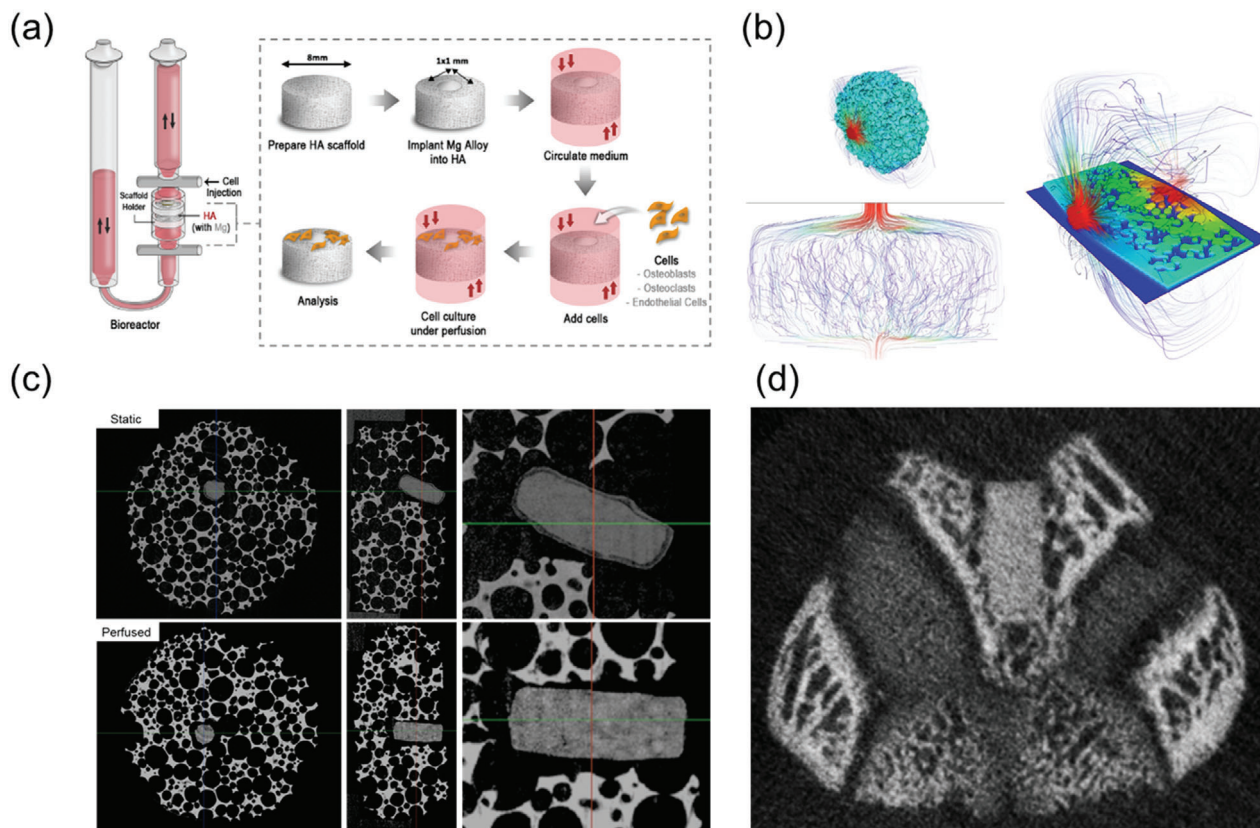 (a)
8mm
Prepare HA scaffold
1x1 mm
Implant Mg Alloy
into HA
Circulate medium
Cell
Injection
Scaffold
Holder
HA
(with Mg)
Bioreactor
Analysis
Cell culture
under perfusion
Add cells
Cells
- Osteoblasts
- Osteoclasts
- Endothelial Cells
(b)
(c)
Static
Perfused
(d)